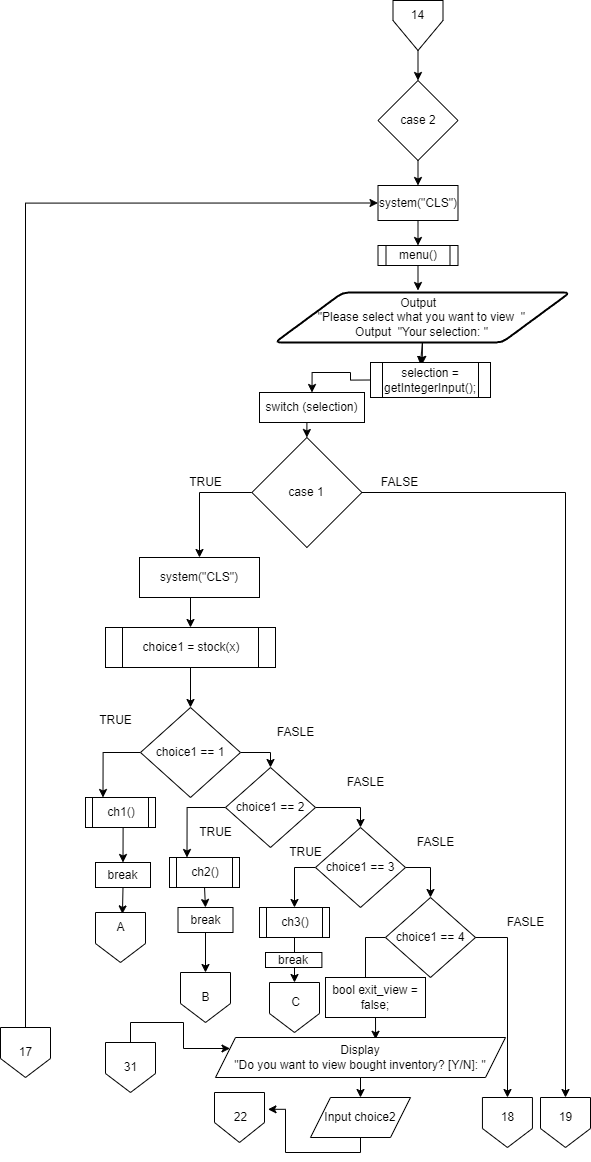 14
case 2
system("CLS")
menu()
Output
"Please select what you want to view  "
Output  "Your selection: "
selection =
getIntegerInput();
switch (selection)
case 1
TRUE
FALSE
system("CLS")
choice1 = stock(x)
TRUE
choice1 == 1
FASLE
ch1()
break
A
choice1 == 2
FASLE
TRUE
ch2()
break
B
choice1 == 3
FASLE
TRUE
ch3()
break
C
choice1 == 4
FASLE
bool exit_view =
false;
17
31
Display
"Do you want to view bought inventory? [Y/N]: "
22
Input choice2
18
19